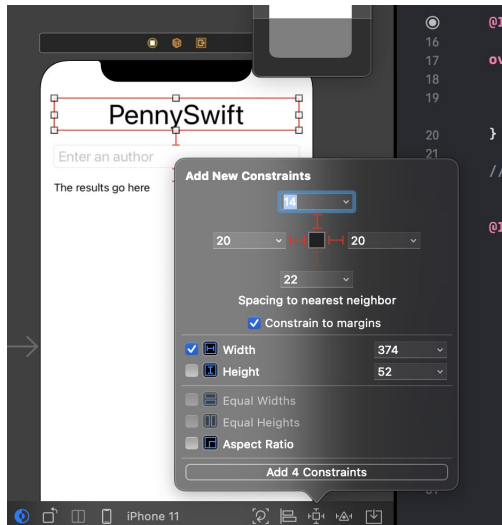 @I
16
17 ov
18
19
20 }
21
//
@I
PennySwift
Enter an author
The results go here
Add New Constraints
14
20 20
22
Spacing to nearest neighbor
Constrain to margins
Width 374
Height 52
Equal Widths
Equal Heights
Aspect Ratio
Add 4 Constraints
iPhone 11